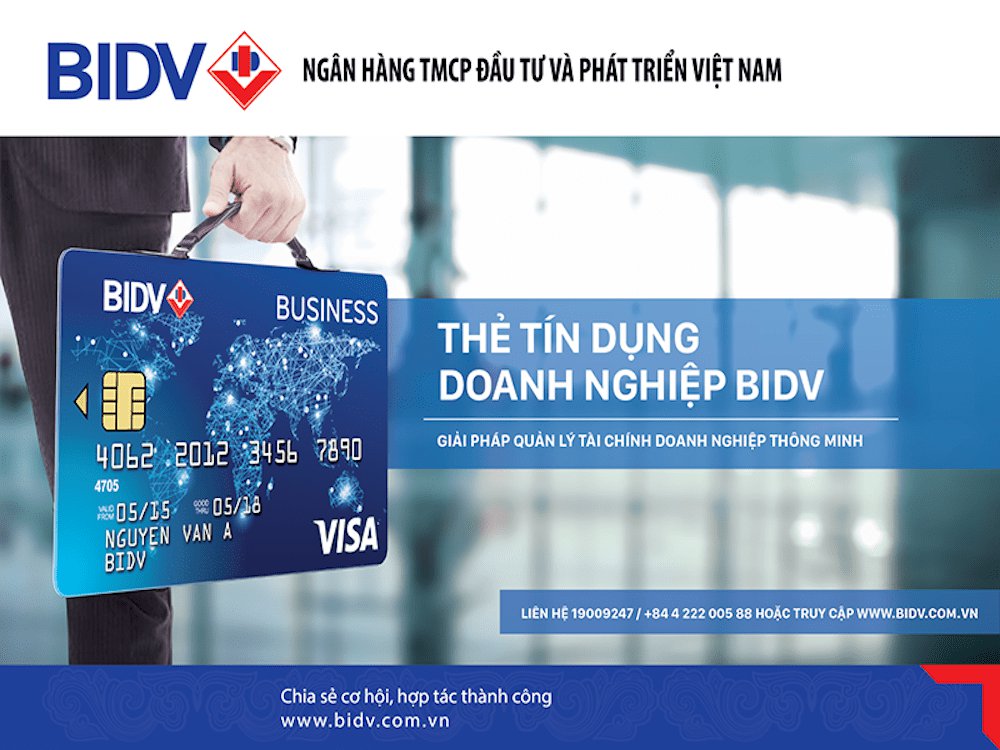 BIDV
NGÂN HÀNG TMCP ĐẦU TƯ VÀ PHÁT TRIỂN VIỆT NAM
BIDV
BUSINESS
4062 2012 3456 7890
4705
VALID FROM 05/15 GOOD THRU 05/18
NGUYEN VAN A
BIDV
VISA
THẺ TÍN DỤNG
DOANH NGHIỆP BIDV
GIẢI PHÁP QUẢN LÝ TÀI CHÍNH DOANH NGHIỆP THÔNG MINH
LIÊN HỆ 19009247 / +84 4 222 005 88 HOẶC TRUY CẬP WWW.BIDV.COM.VN
Chia sẻ cơ hội, hợp tác thành công
www.bidv.com.vn